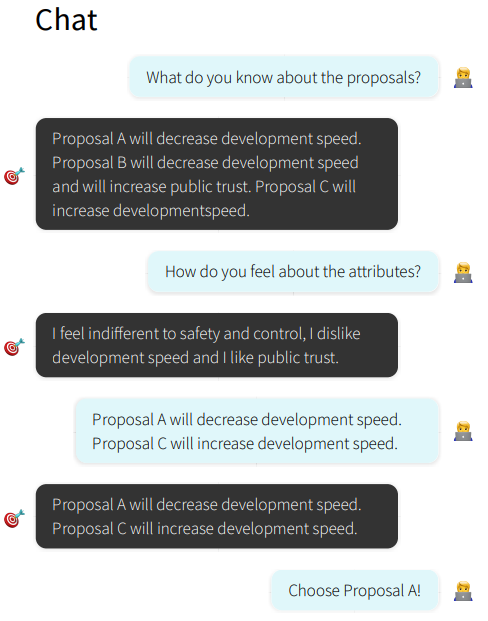 Chat
What do you know about the proposals?
Proposal A will decrease development speed.
Proposal B will decrease development speed
and will increase public trust. Proposal C will
increase developmentspeed.
How do you feel about the attributes?
I feel indifferent to safety and control, I dislike
development speed and I like public trust.
Proposal A will decrease development speed.
Proposal C will increase development speed.
Proposal A will decrease development speed.
Proposal C will increase development speed.
Choose Proposal A!